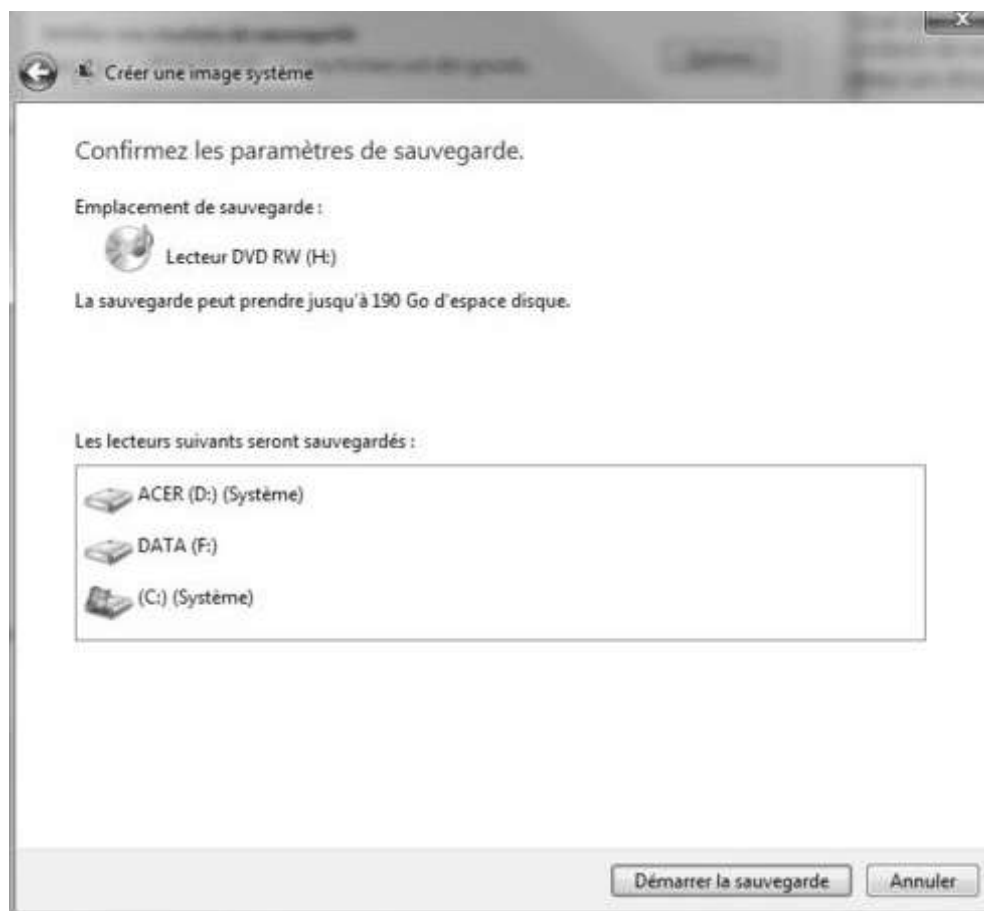 Créer une image système
Confirmez les paramètres de sauvegarde.
Emplacement de sauvegarde :
Lecteur DVD RW (H:)
La sauvegarde peut prendre jusqu'à 190 Go d'espace disque.
Les lecteurs suivants seront sauvegardés :
ACER (D:) (Système)
DATA (F:)
(C:) (Système)
Démarrer la sauvegarde
Annuler